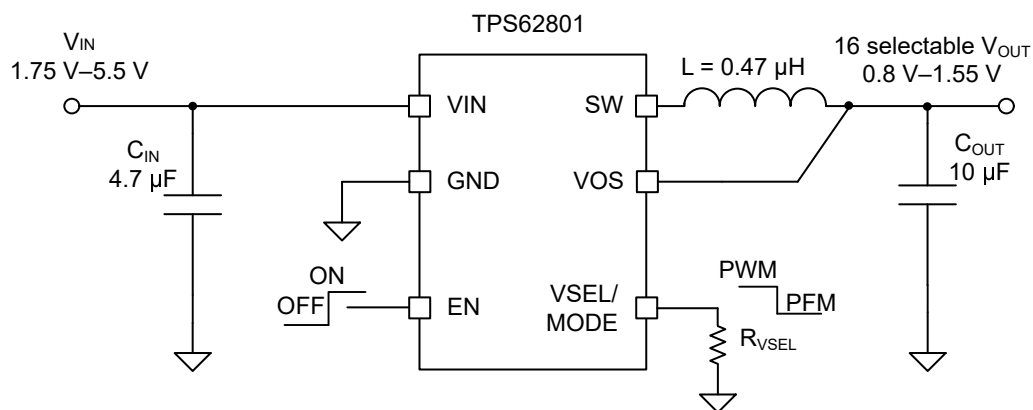 TPS62801
VIN
1.75 V–5.5 V
16 selectable VOUT
0.8 V–1.55 V
L = 0.47 µH
VIN
SW
CIN
4.7 µF
COUT
10 µF
GND
VOS
ON
OFF
EN
VSEL/
MODE
PWM
PFM
RVSEL